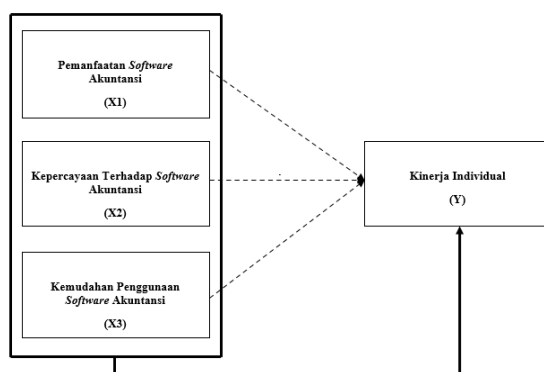 Pemanfaatan Software
Akuntansi
(X1)
Kepercayaan Terhadap Software
Akuntansi
(X2)
Kemudahan Penggunaan
Software Akuntansi
(X3)
Kinerja Individual
(Y)